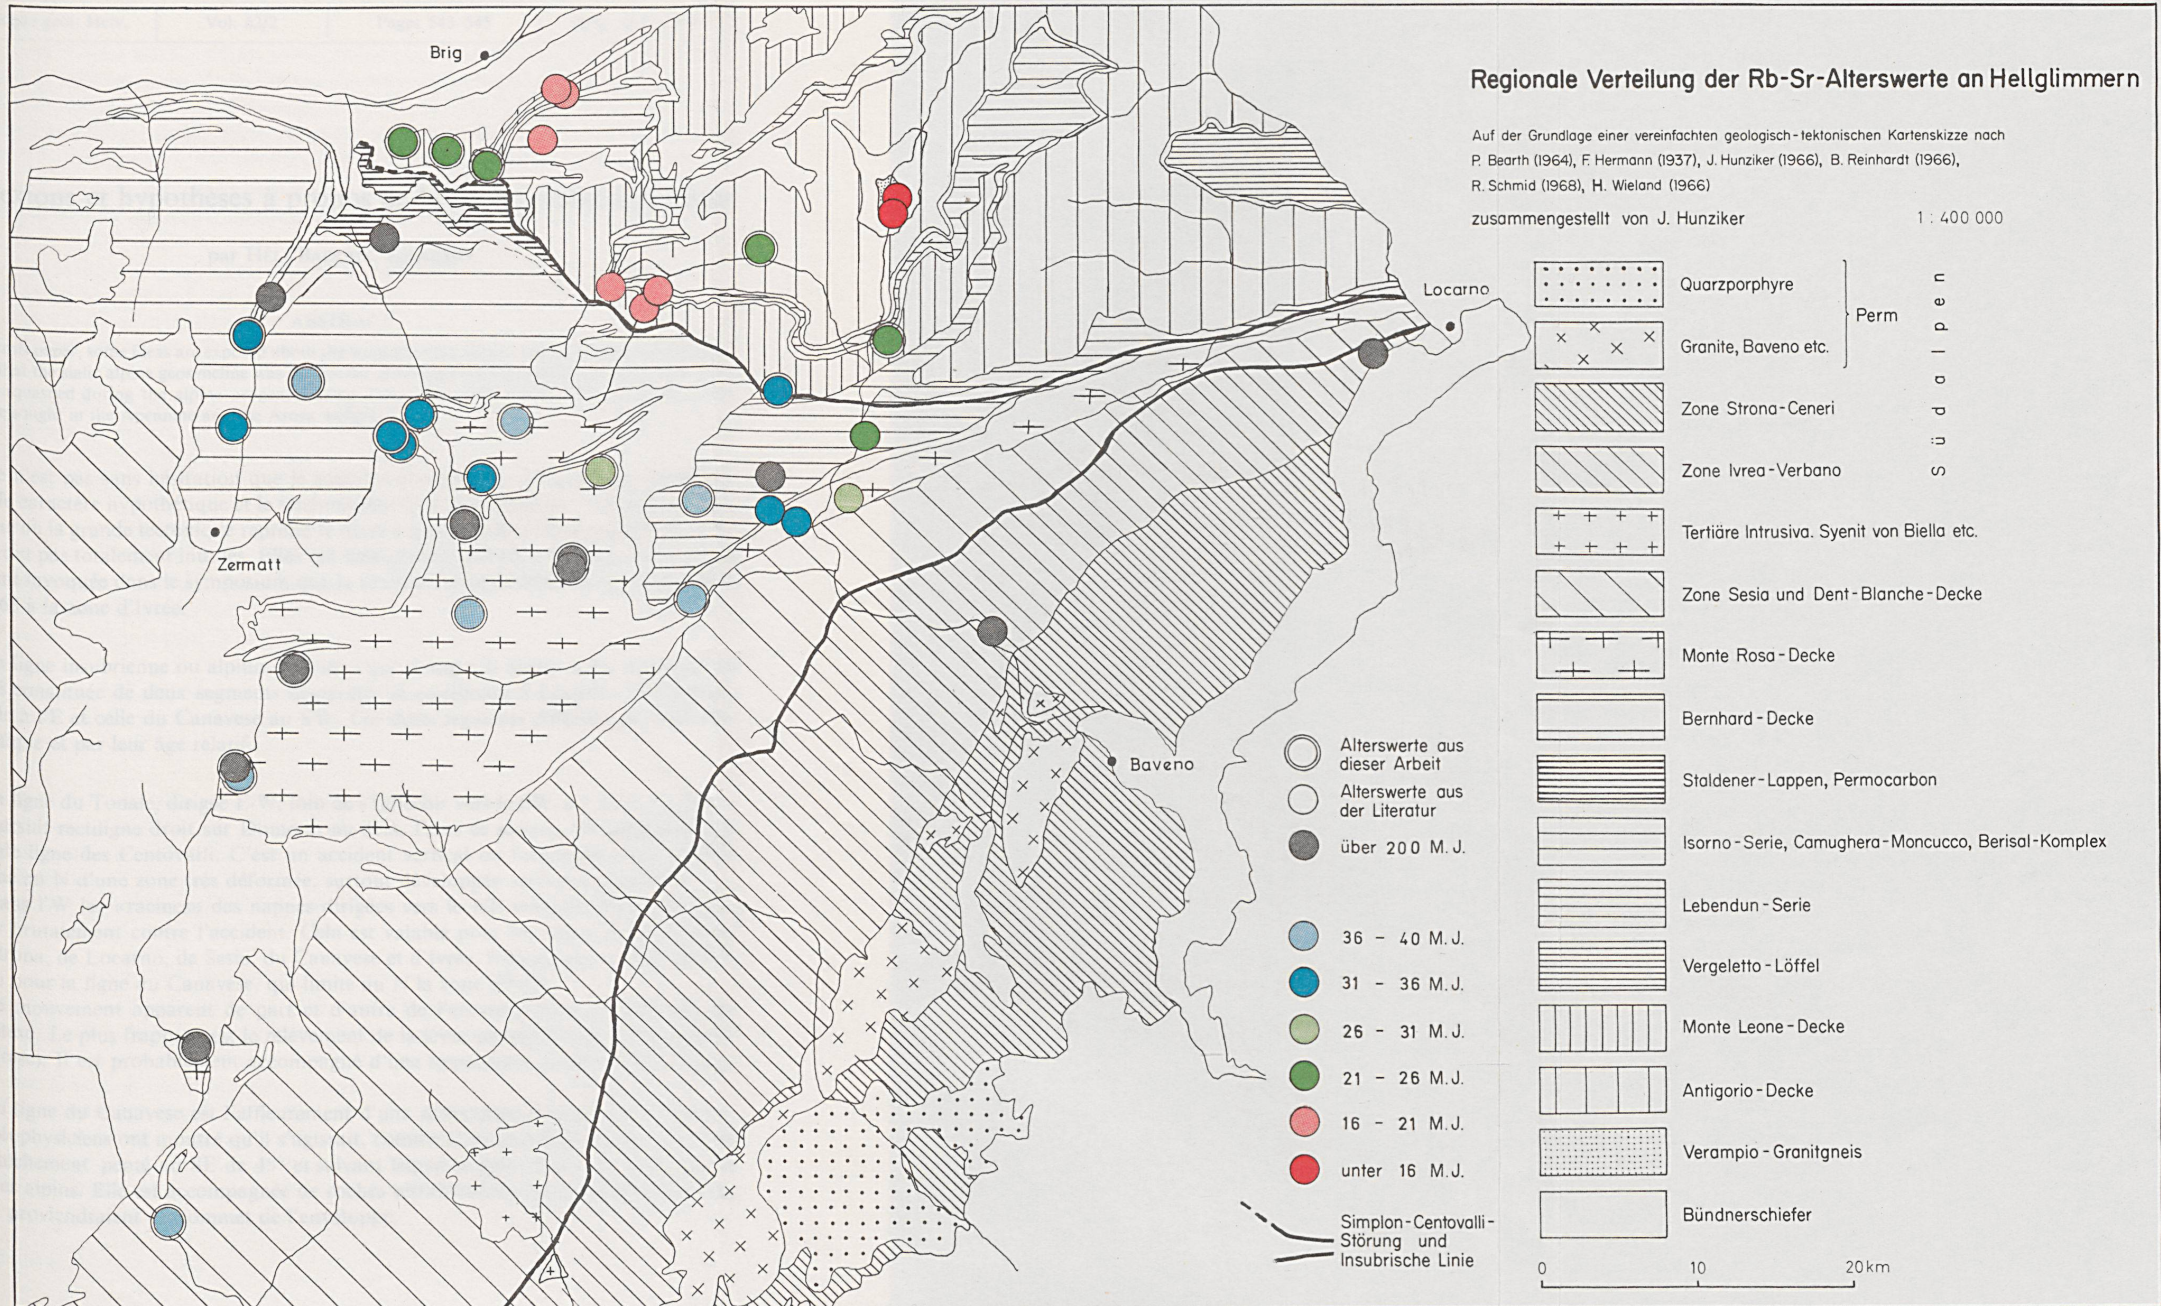 Brig
Zermatt
Locarno
Baveno
Regionale Verteilung der Rb-Sr-Alterswerte an Hellglimmern
Auf der Grundlage einer vereinfachten geologisch-tektonischen Kartenskizze nach
P. Bearth (1964), F. Hermann (1937), J. Hunziker (1966), B. Reinhardt (1966),
R. Schmid (1968), H. Wieland (1966)
zusammengestellt von J. Hunziker 1 : 400 000
Quarzporphyre
Granite, Baveno etc.
Perm
Zone Strona-Ceneri
Zone Ivrea-Verbano
Südalpen
Tertiäre Intrusiva. Syenit von Biella etc.
Zone Sesia und Dent-Blanche-Decke
Monte Rosa-Decke
Bernhard-Decke
Staldener-Lappen, Permocarbon
Isorno-Serie, Camughera-Moncucco, Berisal-Komplex
Lebendun-Serie
Vergeletto-Löffel
Monte Leone-Decke
Antigorio-Decke
Verampio-Granitgneis
Bündnerschiefer
0 10 20km
Alterswerte aus
dieser Arbeit
Alterswerte aus
der Literatur
über 200 M.J.
36 - 40 M.J.
31 - 36 M.J.
26 - 31 M.J.
21 - 26 M.J.
16 - 21 M.J.
unter 16 M.J.
Simplon-Centovalli-
Störung und
Insubrische Linie